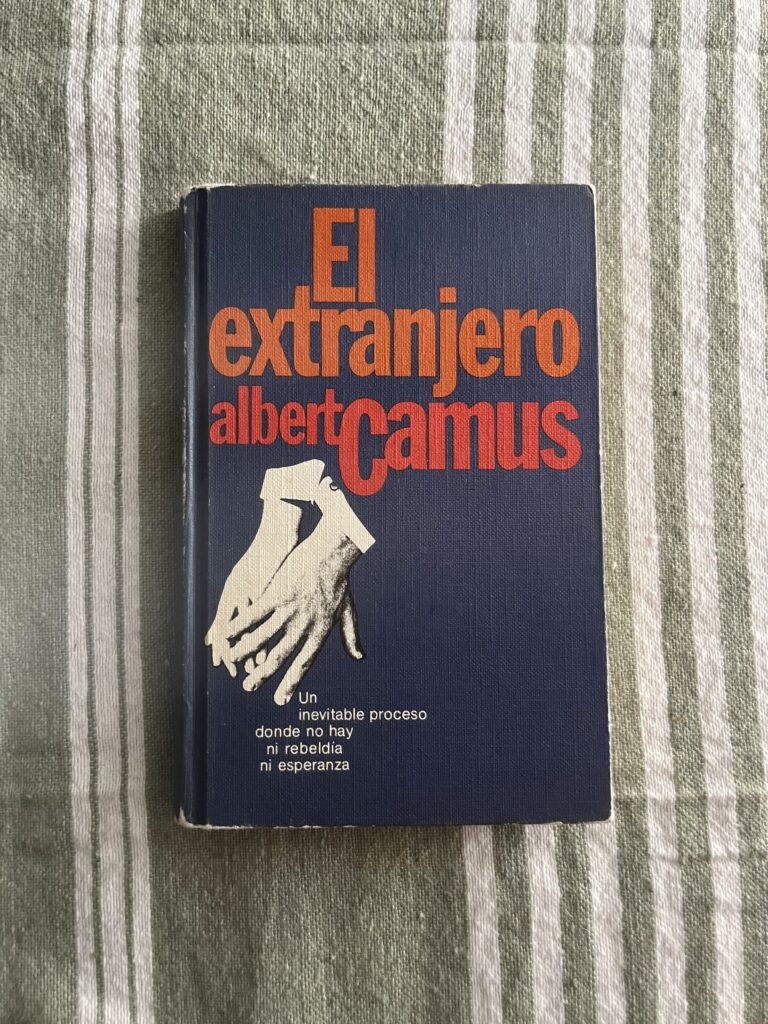 El
extranjero
albert Camus
Un
inevitable proceso
donde no hay
ni rebeldía
ni esperanza